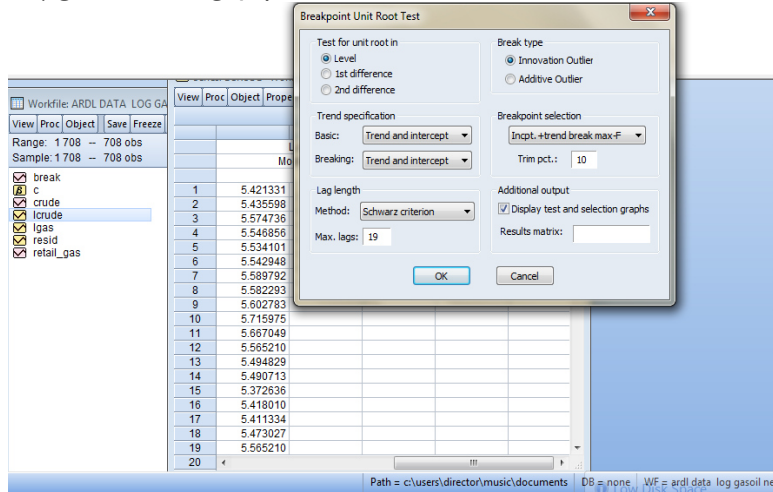 Breakpoint Unit Root Test
Test for unit root in
Level
1st difference
2nd difference
Break type
Innovation Outlier
Additive Outlier
Trend specification
Basic: Trend and intercept
Breaking: Trend and intercept
Breakpoint selection
Incpt. +trend break max-F
Trim pct.: 10
Lag length
Method: Schwarz criterion
Max. lags: 19
Additional output
Display test and selection graphs
Results matrix:
OK
Cancel
Workfile: ARDL DATA LOG GA
View Proc Object Save Freeze
Range: 1 708 -- 708 obs
Sample: 1 708 -- 708 obs
break
c
crude
lcrude
lgas
resid
retail_gas
View Proc Object Prope
L
Mo
1 5.421331
2 5.435598
3 5.574736
4 5.546856
5 5.534101
6 5.542948
7 5.589792
8 5.582293
9 5.602783
10 5.715975
11 5.667049
12 5.565210
13 5.494829
14 5.490713
15 5.372636
16 5.418010
17 5.411334
18 5.473027
19 5.565210
20
Path = c:\users\director\music\documents DB = none WF = ardl data log gasoil ne
Low Disk Space